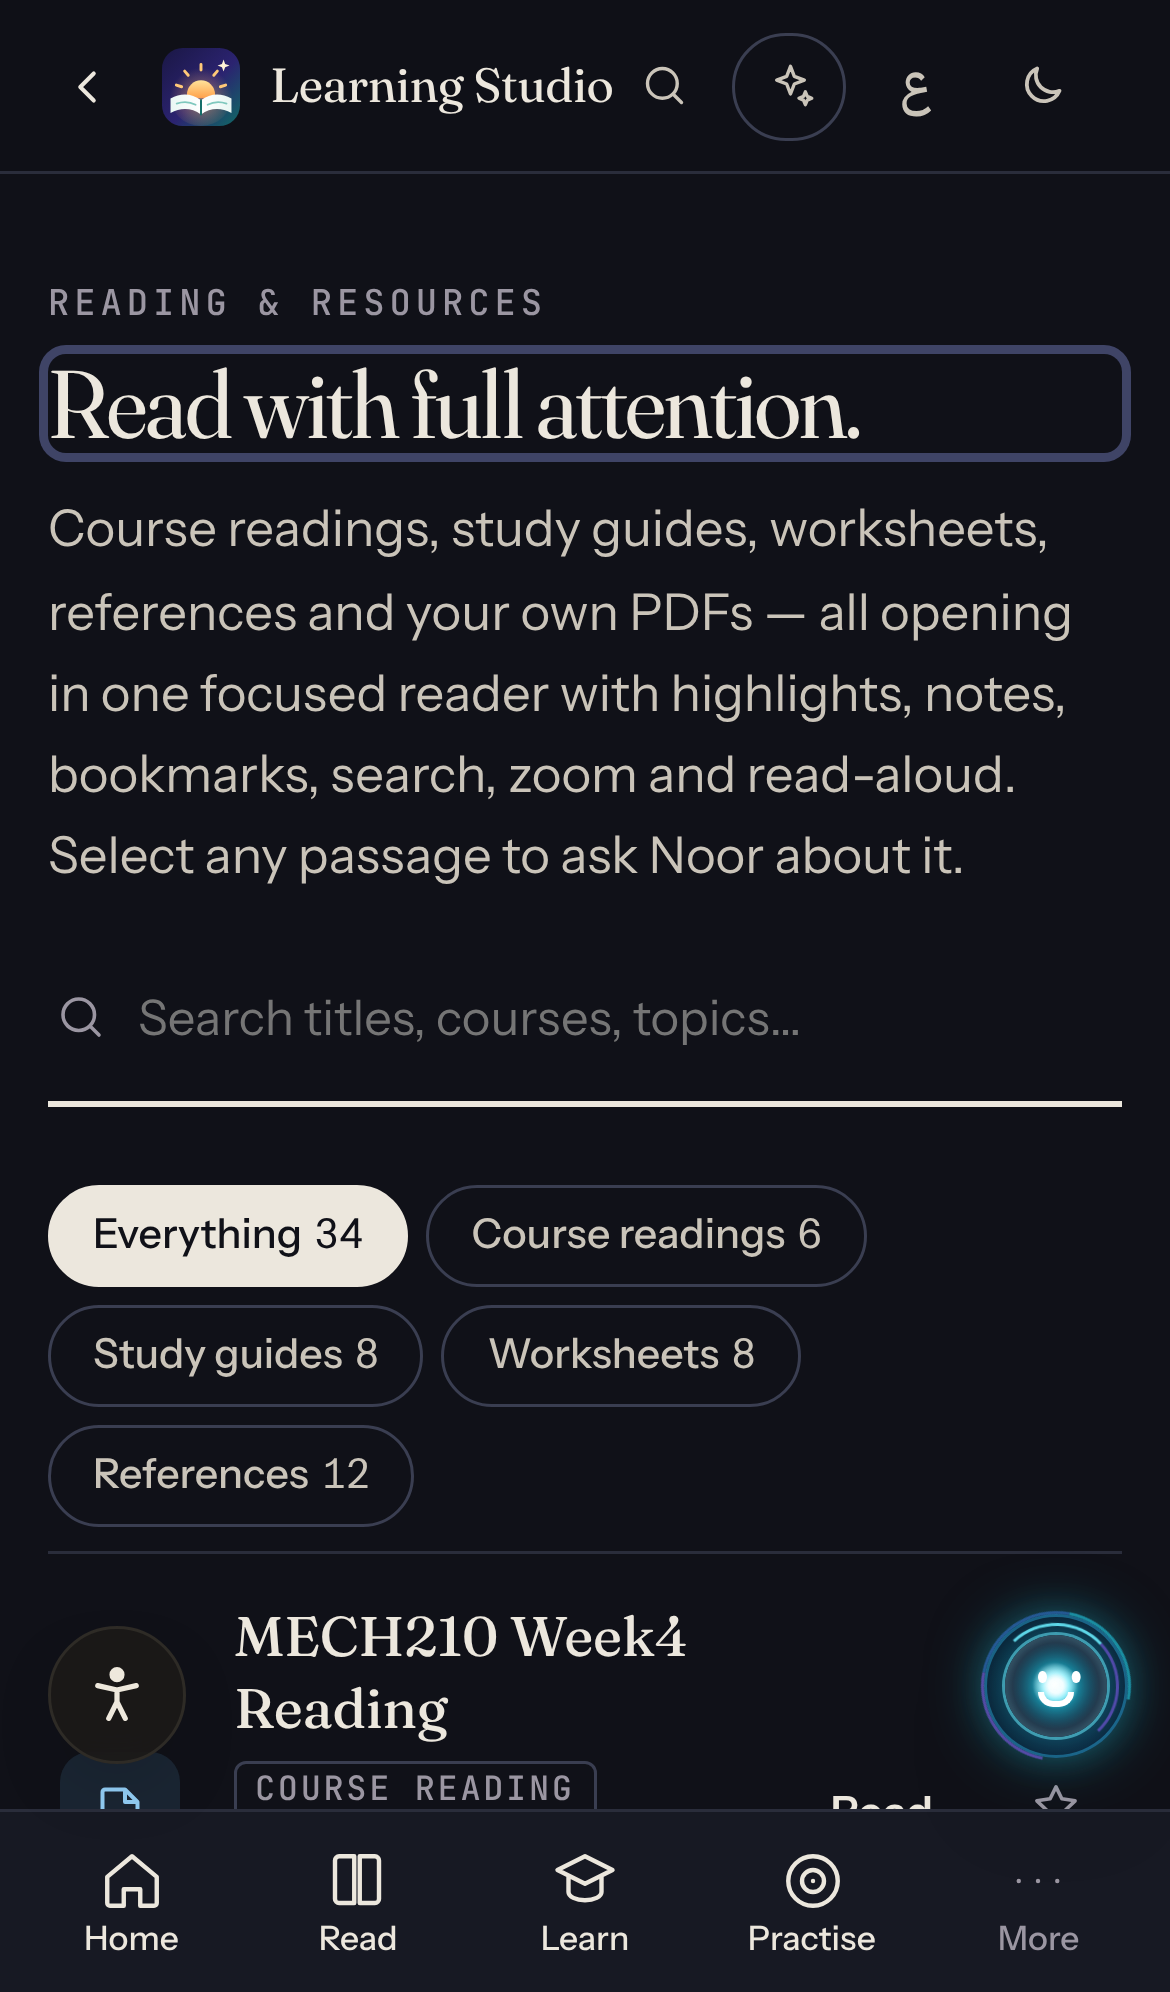 Learning Studio
ع
READING & RESOURCES
Read with full attention.
Course readings, study guides, worksheets,
references and your own PDFs — all opening
in one focused reader with highlights, notes,
bookmarks, search, zoom and read-aloud.
Select any passage to ask Noor about it.
Search titles, courses, topics...
Everything 34
Course readings 6
Study guides 8
Worksheets 8
References 12
MECH210 Week4
Reading
COURSE READING
Read
Home
Read
Learn
Practise
More